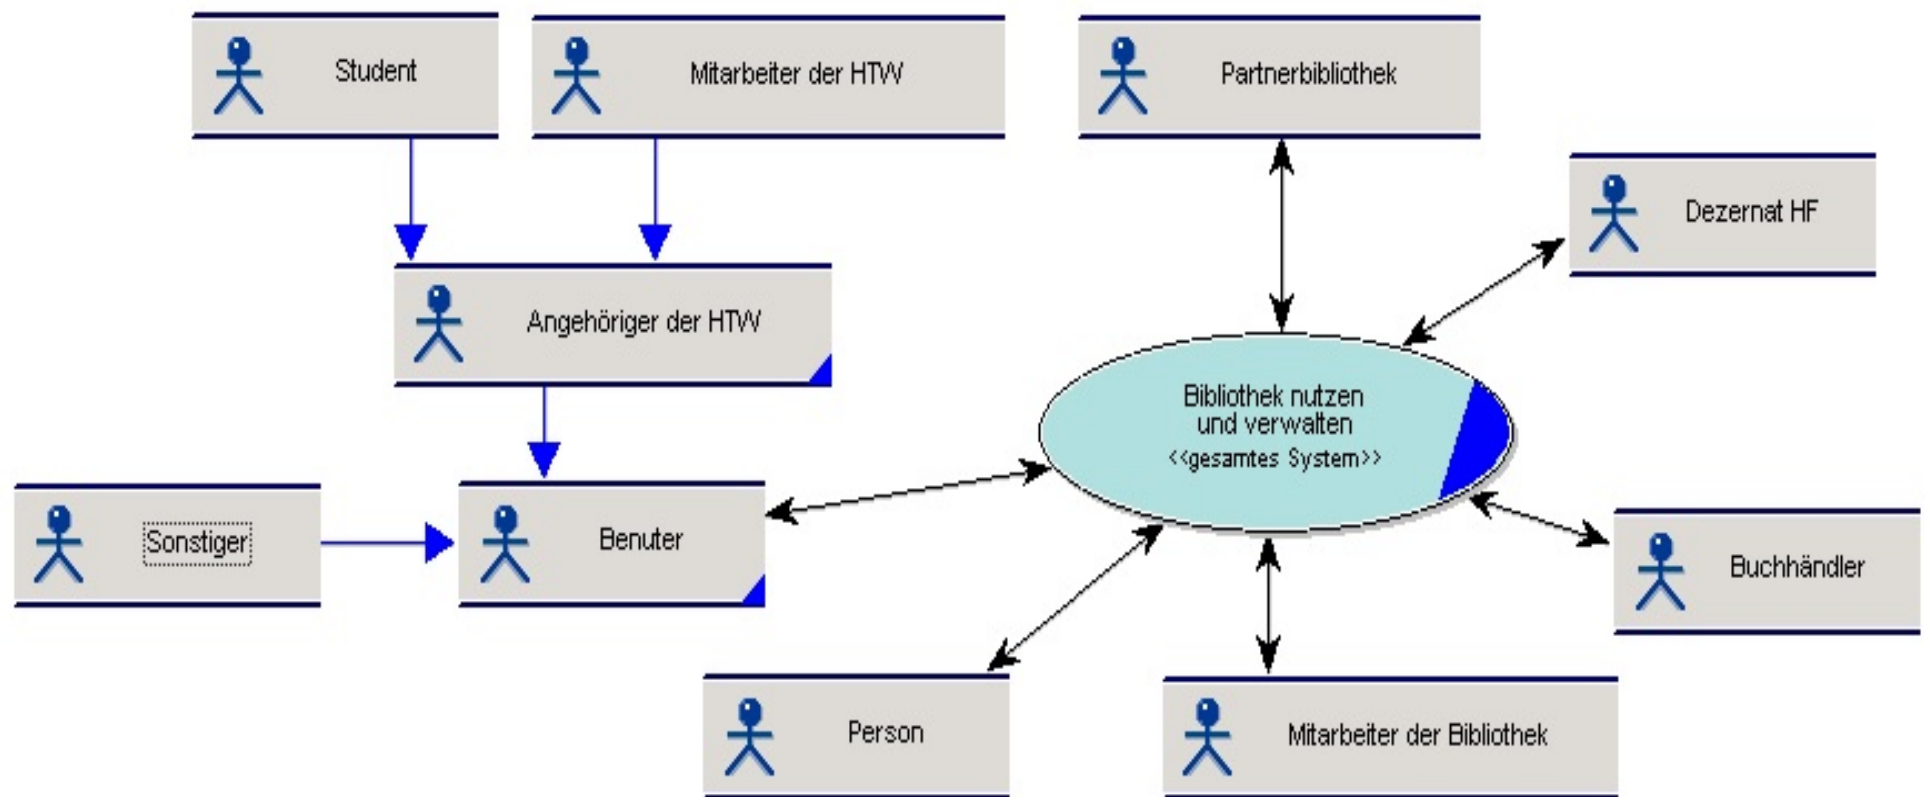 Student
Mitarbeiter der HTW
Partnerbibliothek
Dezernat HF
Angehöriger der HTW
Bibliothek nutzen
und verwalten
<<gesamtes System>>
Sonstiger
Benuter
Buchhändler
Person
Mitarbeiter der Bibliothek